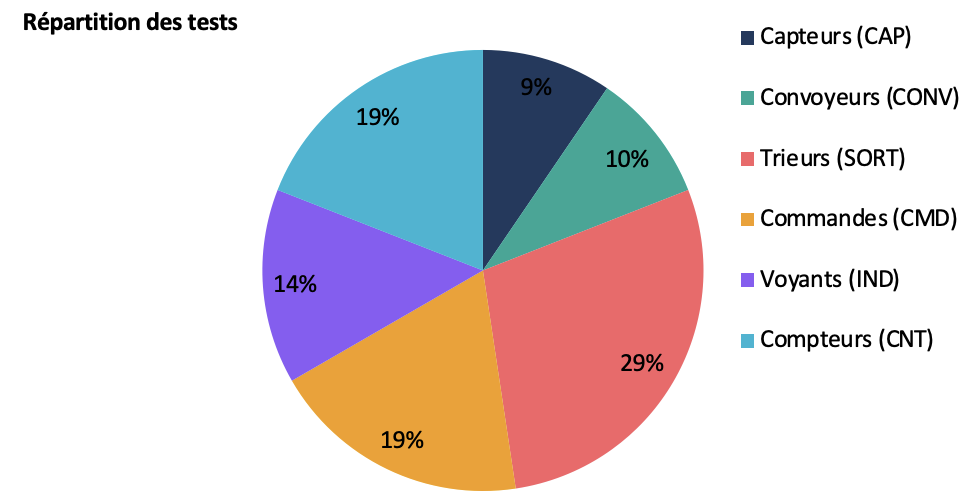 Répartition des tests
Capteurs (CAP)
Convoyeurs (CONV)
Trieurs (SORT)
Commandes (CMD)
Voyants (IND)
Compteurs (CNT)
9%
10%
29%
19%
14%
19%